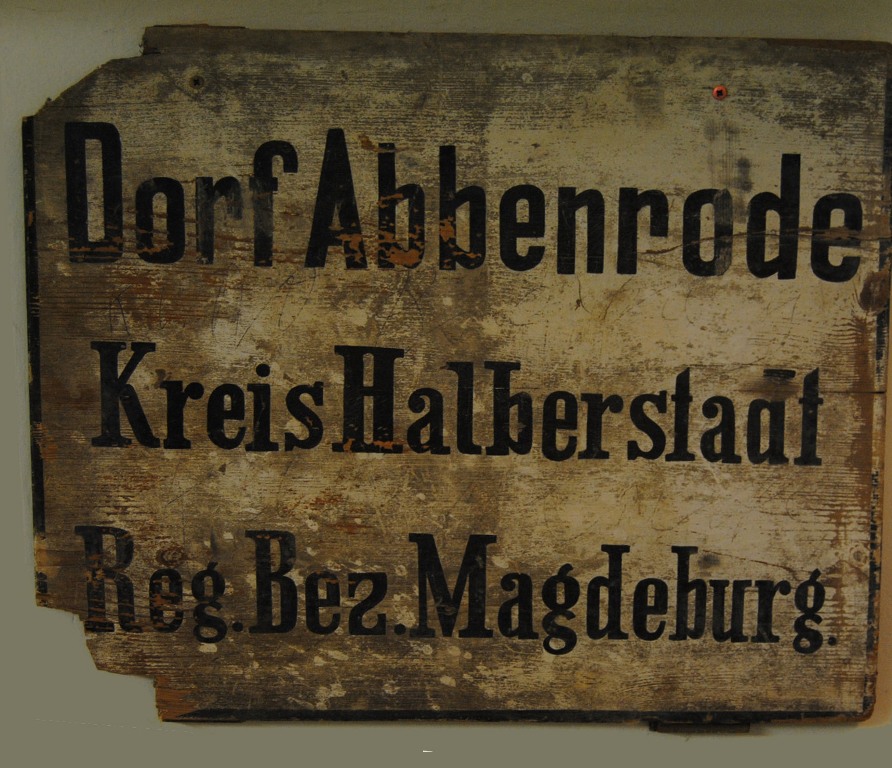 Dorf Abbenrode
Kreis Halberstadt
Reg. Bez. Magdeburg.